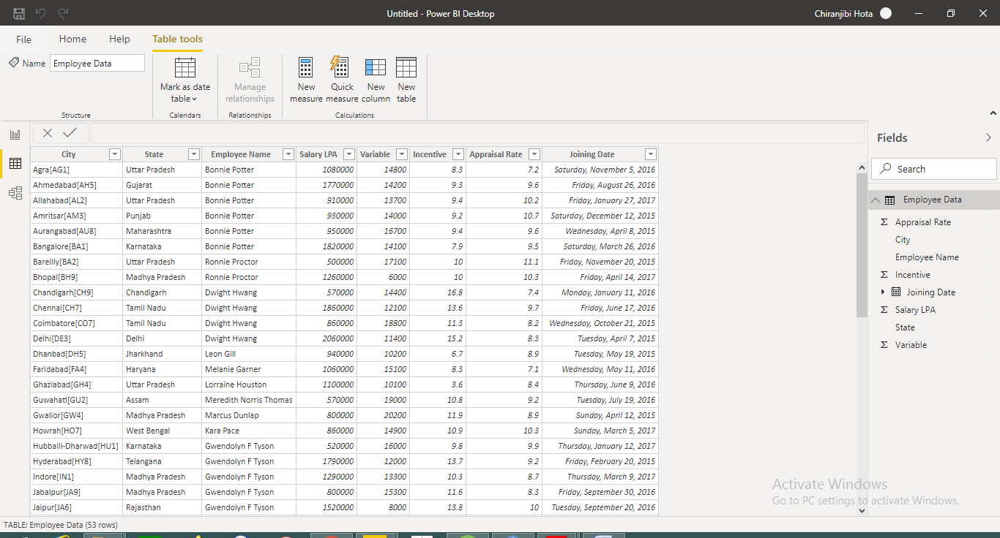 Untitled - Power BI Desktop
Chiranjibi Hota
File Home Help Table tools
Name Employee Data
Mark as date table
Manage relationships
New measure
Quick measure
New column
New table
Structure Calendars Relationships Calculations
City State Employee Name Salary LPA Variable Incentive Appraisal Rate Joining Date
Agra[AG1] Uttar Pradesh Bonnie Potter 1080000 14800 8.3 7.2 Saturday, November 5, 2016
Ahmedabad[AH5] Gujarat Bonnie Potter 1770000 14200 9.3 9.6 Friday, August 26, 2016
Allahabad[AL2] Uttar Pradesh Bonnie Potter 910000 13700 9.4 10.2 Friday, January 27, 2017
Amritsar[AM3] Punjab Bonnie Potter 930000 14000 9.2 10.7 Saturday, December 12, 2015
Aurangabad[AU8] Maharashtra Bonnie Potter 950000 16700 9.4 9.6 Wednesday, April 8, 2015
Bangalore[BA1] Karnataka Bonnie Potter 1820000 14100 7.9 9.5 Saturday, March 26, 2016
Bareilly[BA2] Uttar Pradesh Ronnie Proctor 500000 17100 10 11.1 Friday, November 20, 2015
Bhopal[BH9] Madhya Pradesh Ronnie Proctor 1260000 6000 10 10.3 Friday, April 14, 2017
Chandigarh[CH9] Chandigarh Dwight Hwang 570000 14400 16.8 7.4 Monday, January 11, 2016
Chennai[CH7] Tamil Nadu Dwight Hwang 1860000 12100 13.6 9.7 Friday, June 17, 2016
Coimbatore[CO7] Tamil Nadu Dwight Hwang 860000 18800 11.3 8.2 Wednesday, October 21, 2015
Delhi[DE3] Delhi Dwight Hwang 2060000 11400 15.2 8.3 Tuesday, April 7, 2015
Dhanbad[DH5] Jharkhand Leon Gill 940000 10200 6.7 8.9 Tuesday, May 19, 2015
Faridabad[FA4] Haryana Melanie Garner 1060000 15100 8.3 7.1 Wednesday, May 11, 2016
Ghaziabad[GH4] Uttar Pradesh Lorraine Houston 1100000 10100 3.6 8.4 Thursday, June 9, 2016
Guwahati[GU2] Assam Meredith Norris Thomas 570000 19000 10.8 9.2 Tuesday, July 19, 2016
Gwalior[GW4] Madhya Pradesh Marcus Dunlap 800000 20200 11.9 8.9 Sunday, April 12, 2015
Howrah[HO7] West Bengal Kara Pace 860000 14900 10.9 10.3 Sunday, March 5, 2017
Hubballi-Dharwad[HU1] Karnataka Gwendolyn F Tyson 520000 16000 9.8 9.9 Thursday, January 12, 2017
Hyderabad[HY8] Telangana Gwendolyn F Tyson 1790000 12000 13.7 9.2 Friday, February 20, 2015
Indore[IN1] Madhya Pradesh Gwendolyn F Tyson 1290000 13300 10.3 8.7 Thursday, March 9, 2017
Jabalpur[JA9] Madhya Pradesh Gwendolyn F Tyson 800000 15300 11.6 8.3 Friday, September 30, 2016
Jaipur[JA6] Rajasthan Gwendolyn F Tyson 1520000 8000 13.8 10 Tuesday, September 20, 2016
Fields
Search
Employee Data
Σ Appraisal Rate
City
Employee Name
Σ Incentive
Joining Date
Σ Salary LPA
State
Σ Variable
Activate Windows
Go to PC settings to activate Windows.
TABLE: Employee Data (53 rows)